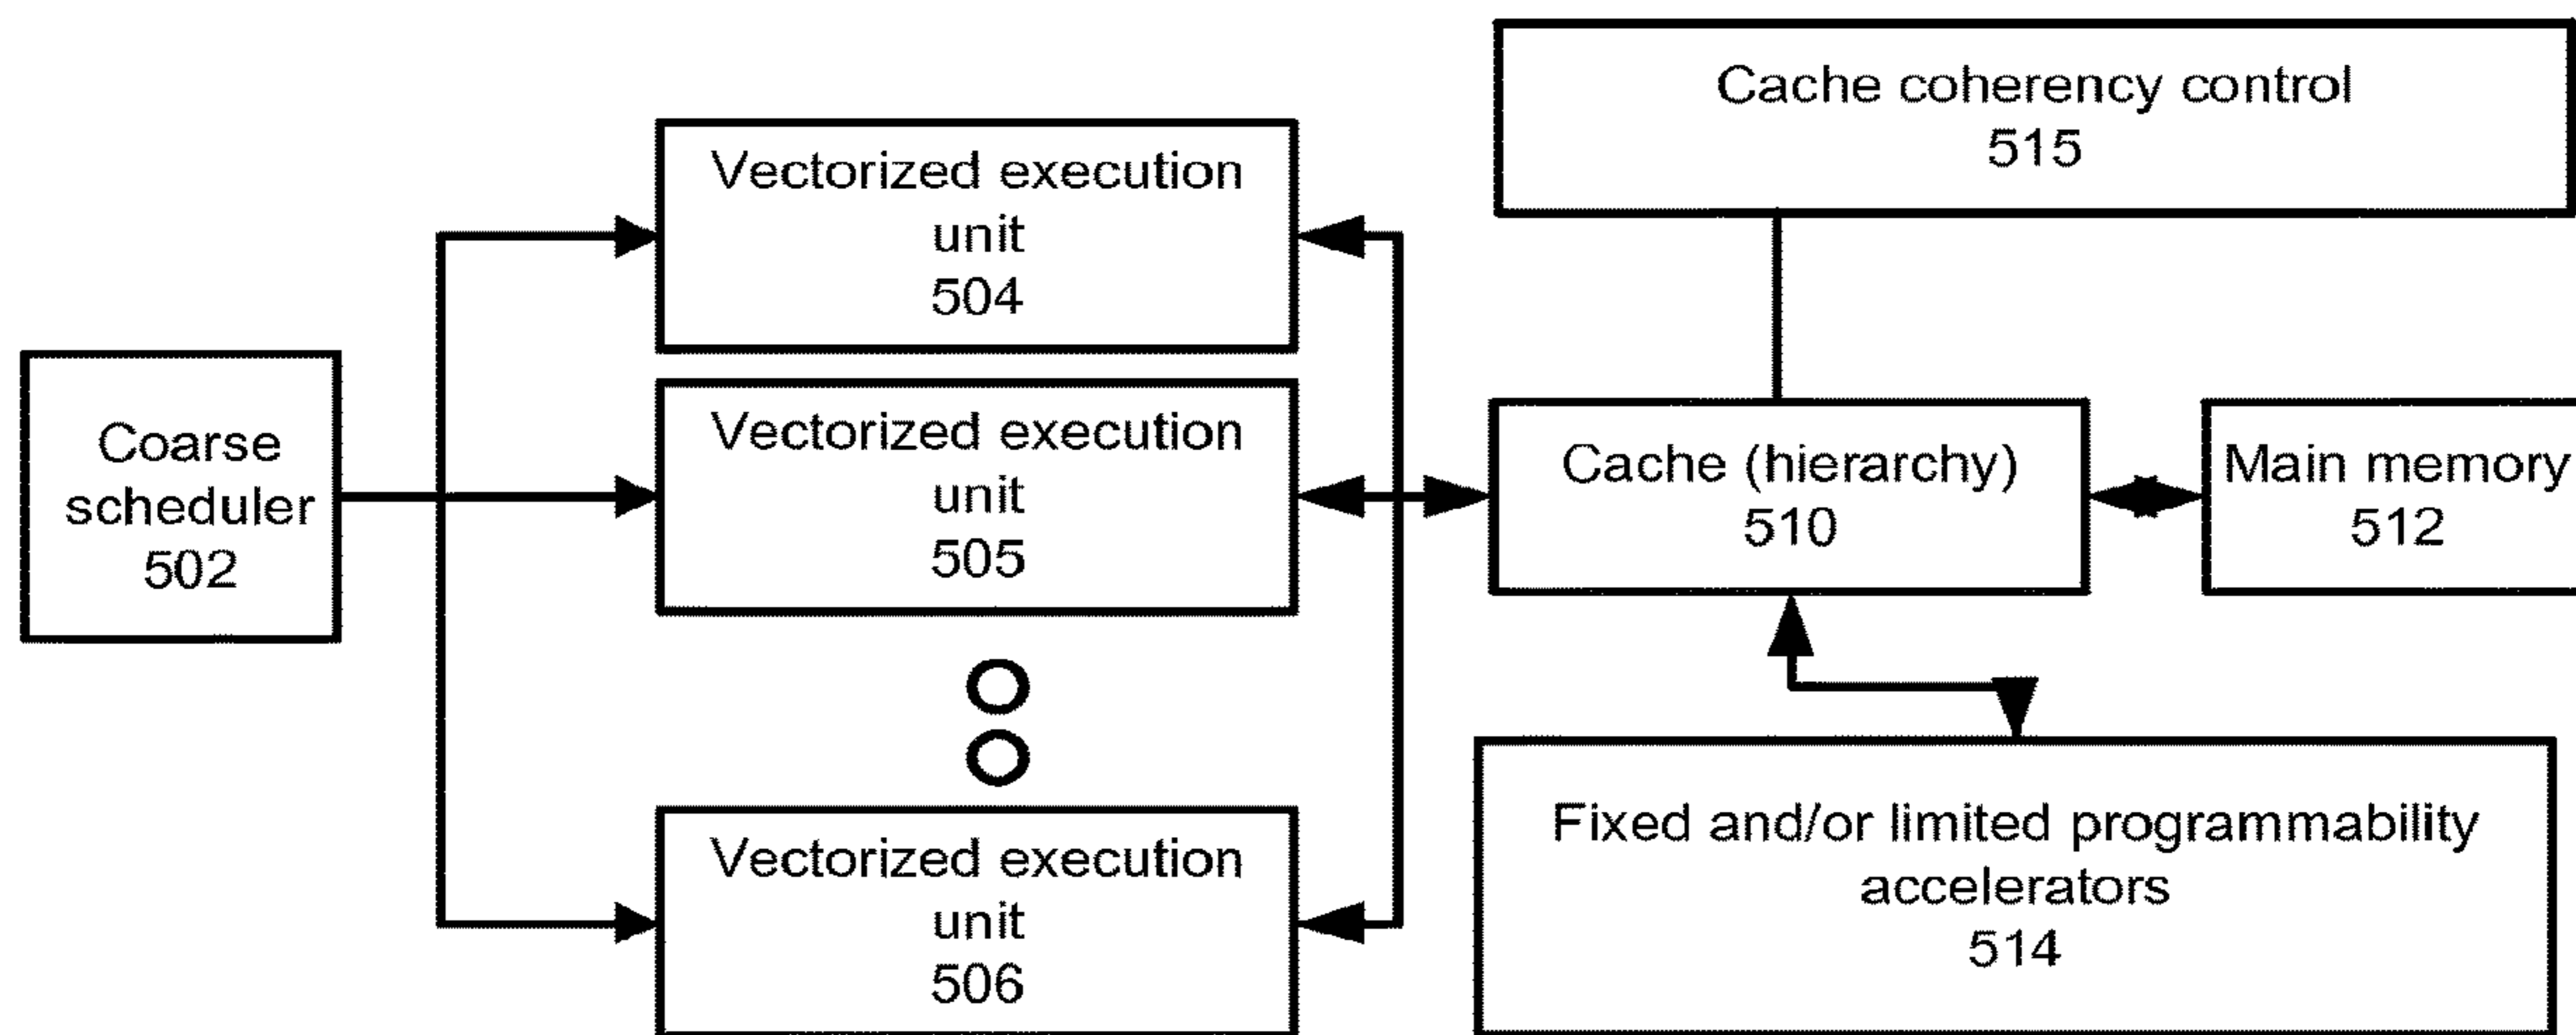 Coarse
scheduler
502
Vectorized execution
unit
504
Vectorized execution
unit
505
Vectorized execution
unit
506
Cache coherency control
515
Cache (hierarchy)
510
Main memory
512
Fixed and/or limited programmability
accelerators
514